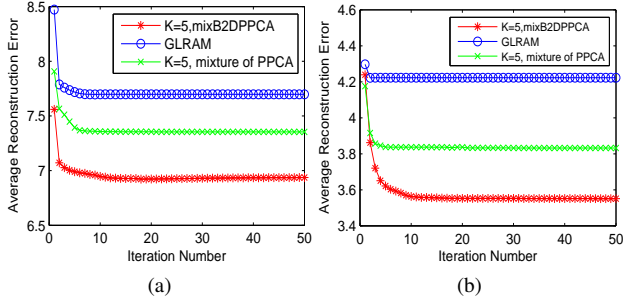 8.5
8
7.5
7
6.5
Average Reconstruction Error
K=5,mixB2DPPCA
GLRAM
K=5, mixture of PPCA
0 10 20 30 40 50
Iteration Number
(a)
4.6
4.4
4.2
4
3.8
3.6
3.4
Average Reconstruction Error
K=5,mixB2DPPCA
GLRAM
K=5, mixture of PPCA
0 10 20 30 40 50
Iteration Number
(b)